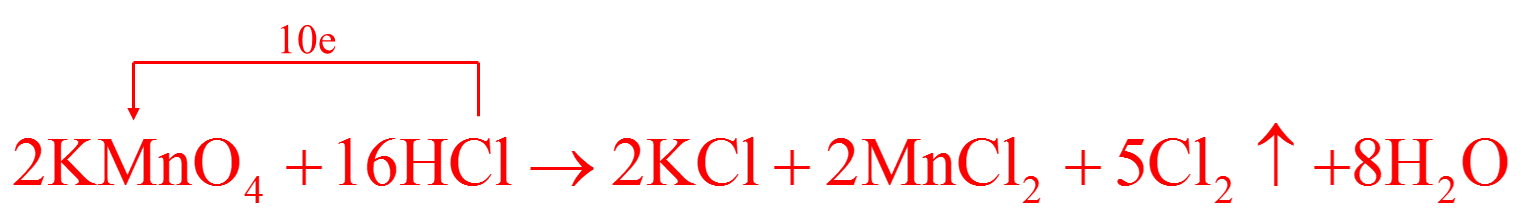 10e
2KMnO₄ +16HCl → 2KCl + 2MnCl₂ + 5Cl₂ ↑ +8H₂O